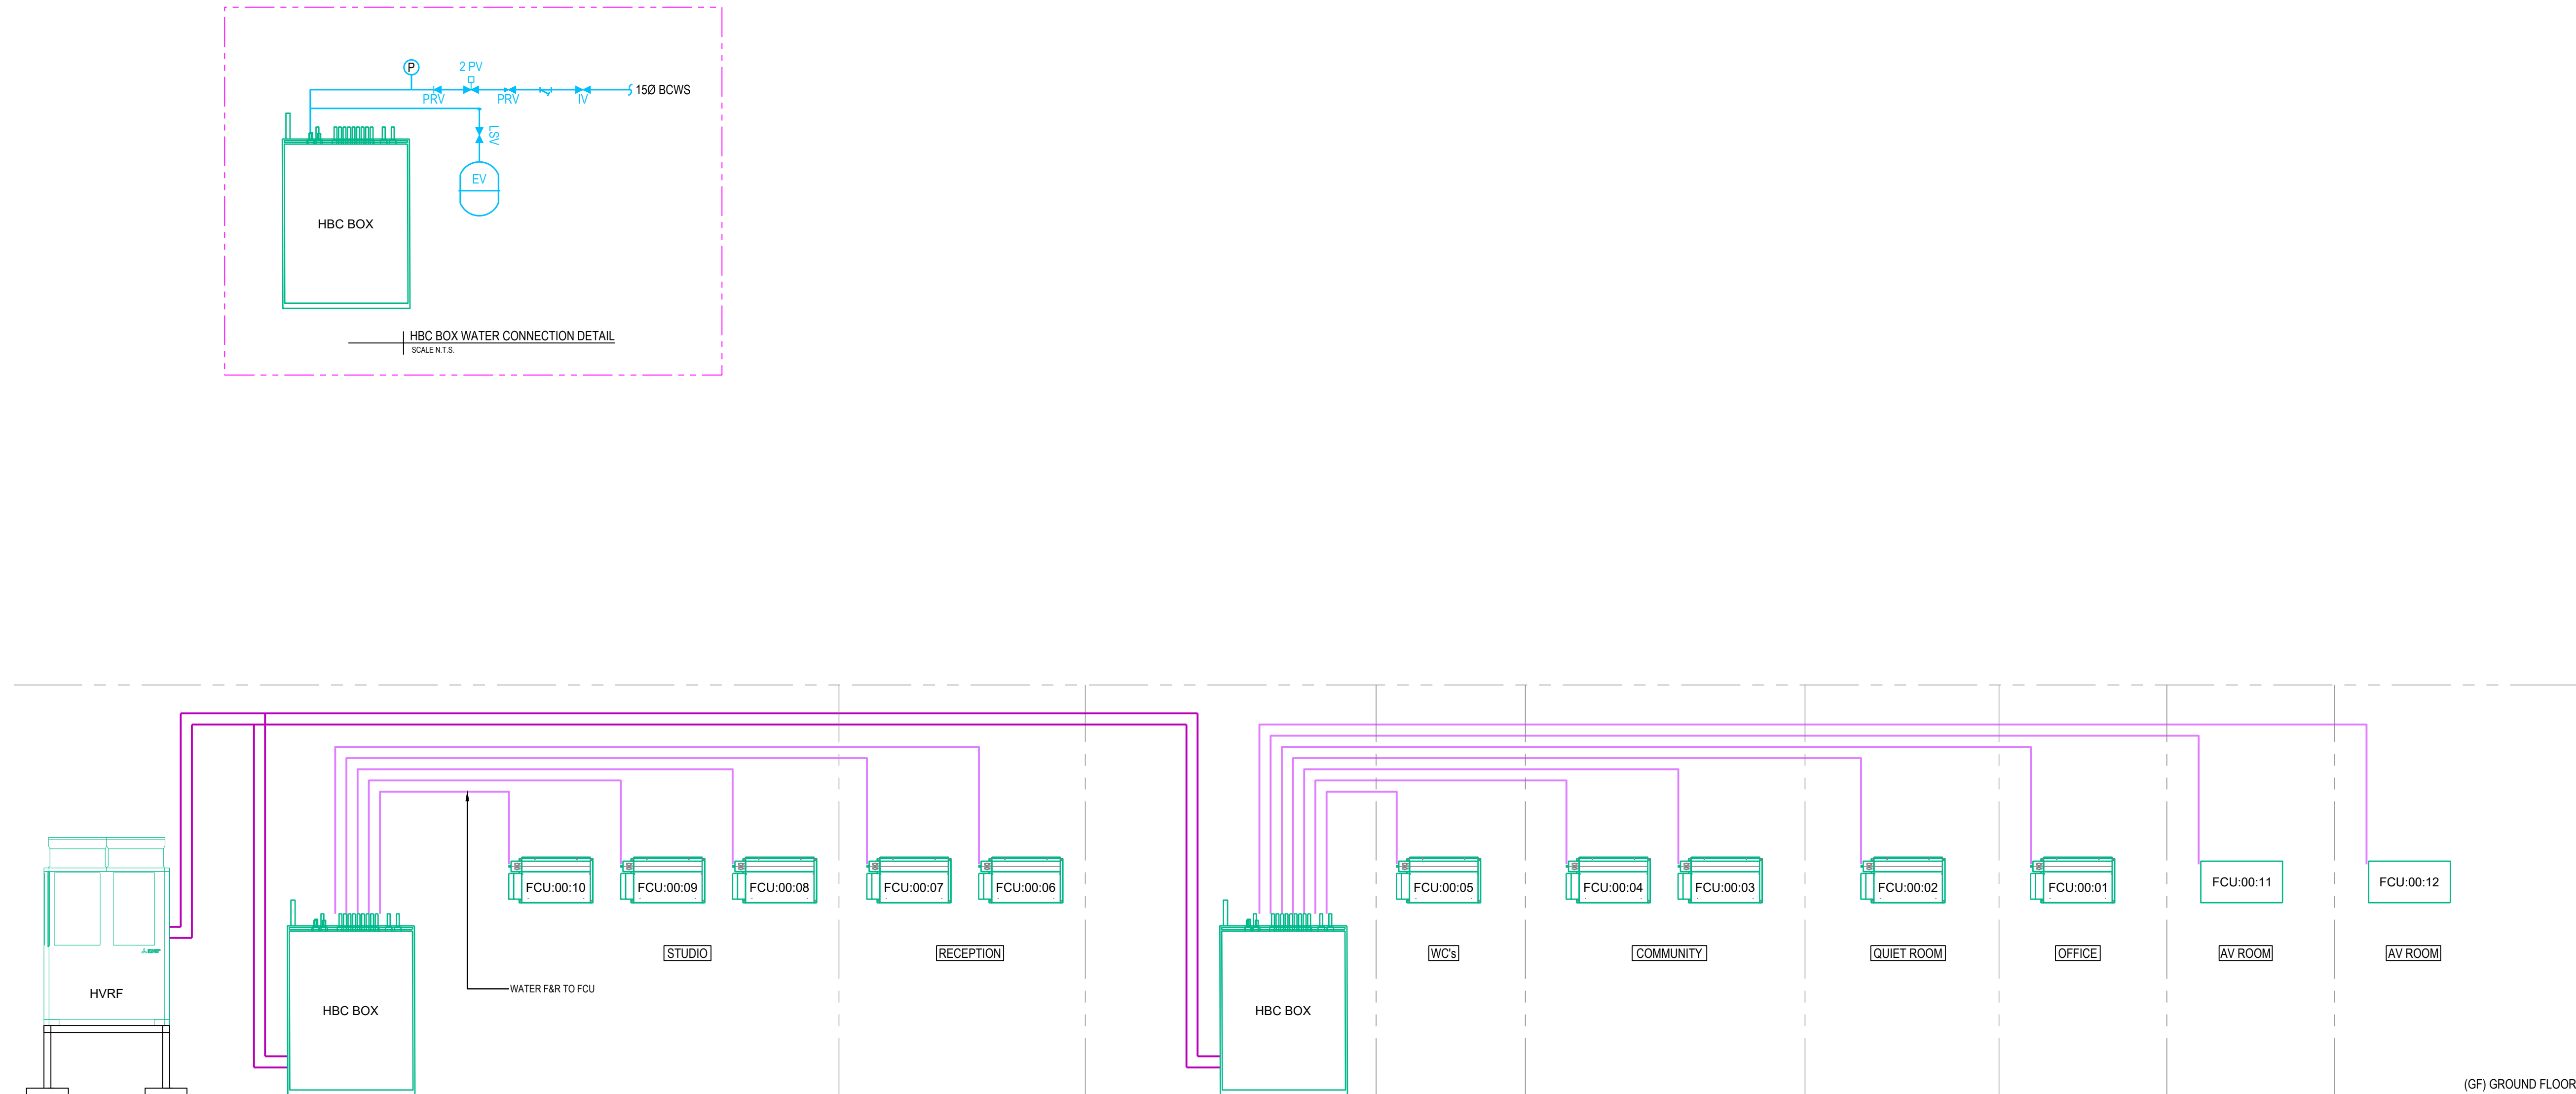 P
2 PV
PRV
PRV
IV
15Ø BCWS
LSV
EV
HBC BOX
HBC BOX WATER CONNECTION DETAIL
SCALE N.T.S.
FCU:00:10
FCU:00:09
FCU:00:08
FCU:00:07
FCU:00:06
FCU:00:05
FCU:00:04
FCU:00:03
FCU:00:02
FCU:00:01
FCU:00:11
FCU:00:12
STUDIO
RECEPTION
WC's
COMMUNITY
QUIET ROOM
OFFICE
AV ROOM
AV ROOM
HVRF
WATER F&R TO FCU
HBC BOX
HBC BOX
(GF) GROUND FLOOR